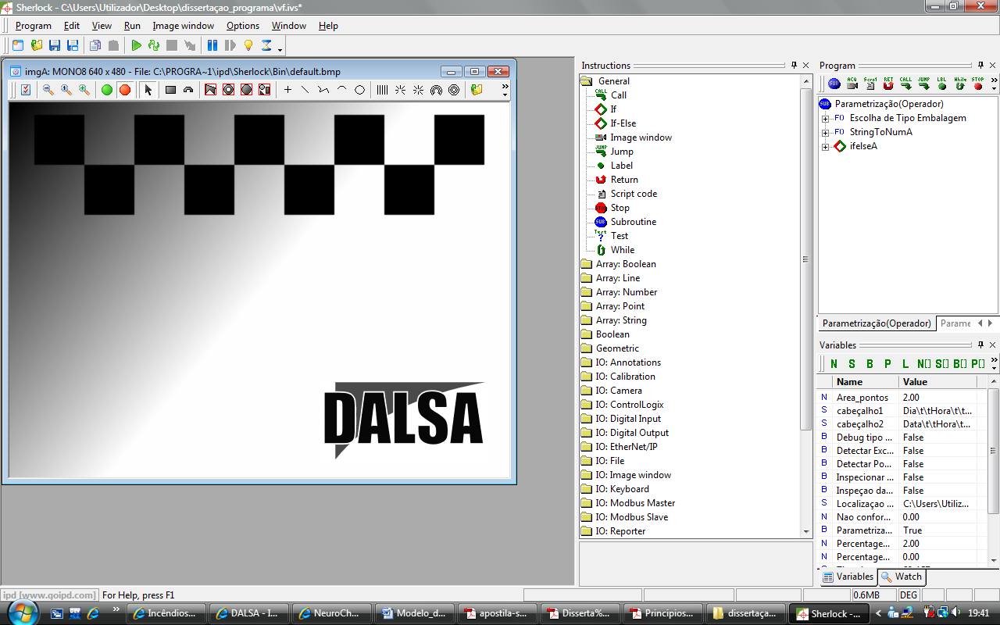 Sherlock - C:\Users\Utilizador\Desktop\dissertaçao_programa\vf.ivs*
Program Edit View Run Image window Options Window Help
imgA: MONO8 640 x 480 - File: C:\PROGRA~1\ipd\Sherlock\Bin\default.bmp
DALSA
Instructions
General
CALL Call
If
If-Else
Image window
JUMP Jump
Label
Return
Script code
Stop
SUB Subroutine
Test Test
While
Array: Boolean
Array: Line
Array: Number
Array: Point
Array: String
Boolean
Geometric
IO: Annotations
IO: Calibration
IO: Camera
IO: ControlLogix
IO: Digital Input
IO: Digital Output
IO: EtherNet/IP
IO: File
IO: Image window
IO: Keyboard
IO: Modbus Master
IO: Modbus Slave
IO: Reporter
Program
SUB ACQ Script RET CALL JUMP LBL While STOP
SUB Parametrização(Operador)
F() Escolha de Tipo Embalagem
F() StringToNumA
ifelseA
Parametrização(Operador) Parame
Variables
N S B P L N[] S[] B[] P[]
Name Value
N Area_pontos 2.00
S cabeçalho1 Dia\t\tHora\t\t...
S cabeçalho2 Data\t\tHora\t...
B Debug tipo ... False
B Detectar Exc... False
B Detectar Po... False
B Inspecionar ... False
B Inspeçao da... False
S Localizaçao ... C:\Users\Utiliz...
N Nao confor... 0.00
B Parametriza... True
N Percentage... 2.00
N Percentage... 0.00
Variables Watch
ipd [www.goipd.com] For Help, press F1
0.6MB DEG
Incêndios... DALSA - I... NeuroCh... Modelo_d... apostila-s... Disserta%... Principios... dissertaça... Sherlock -... 19:41